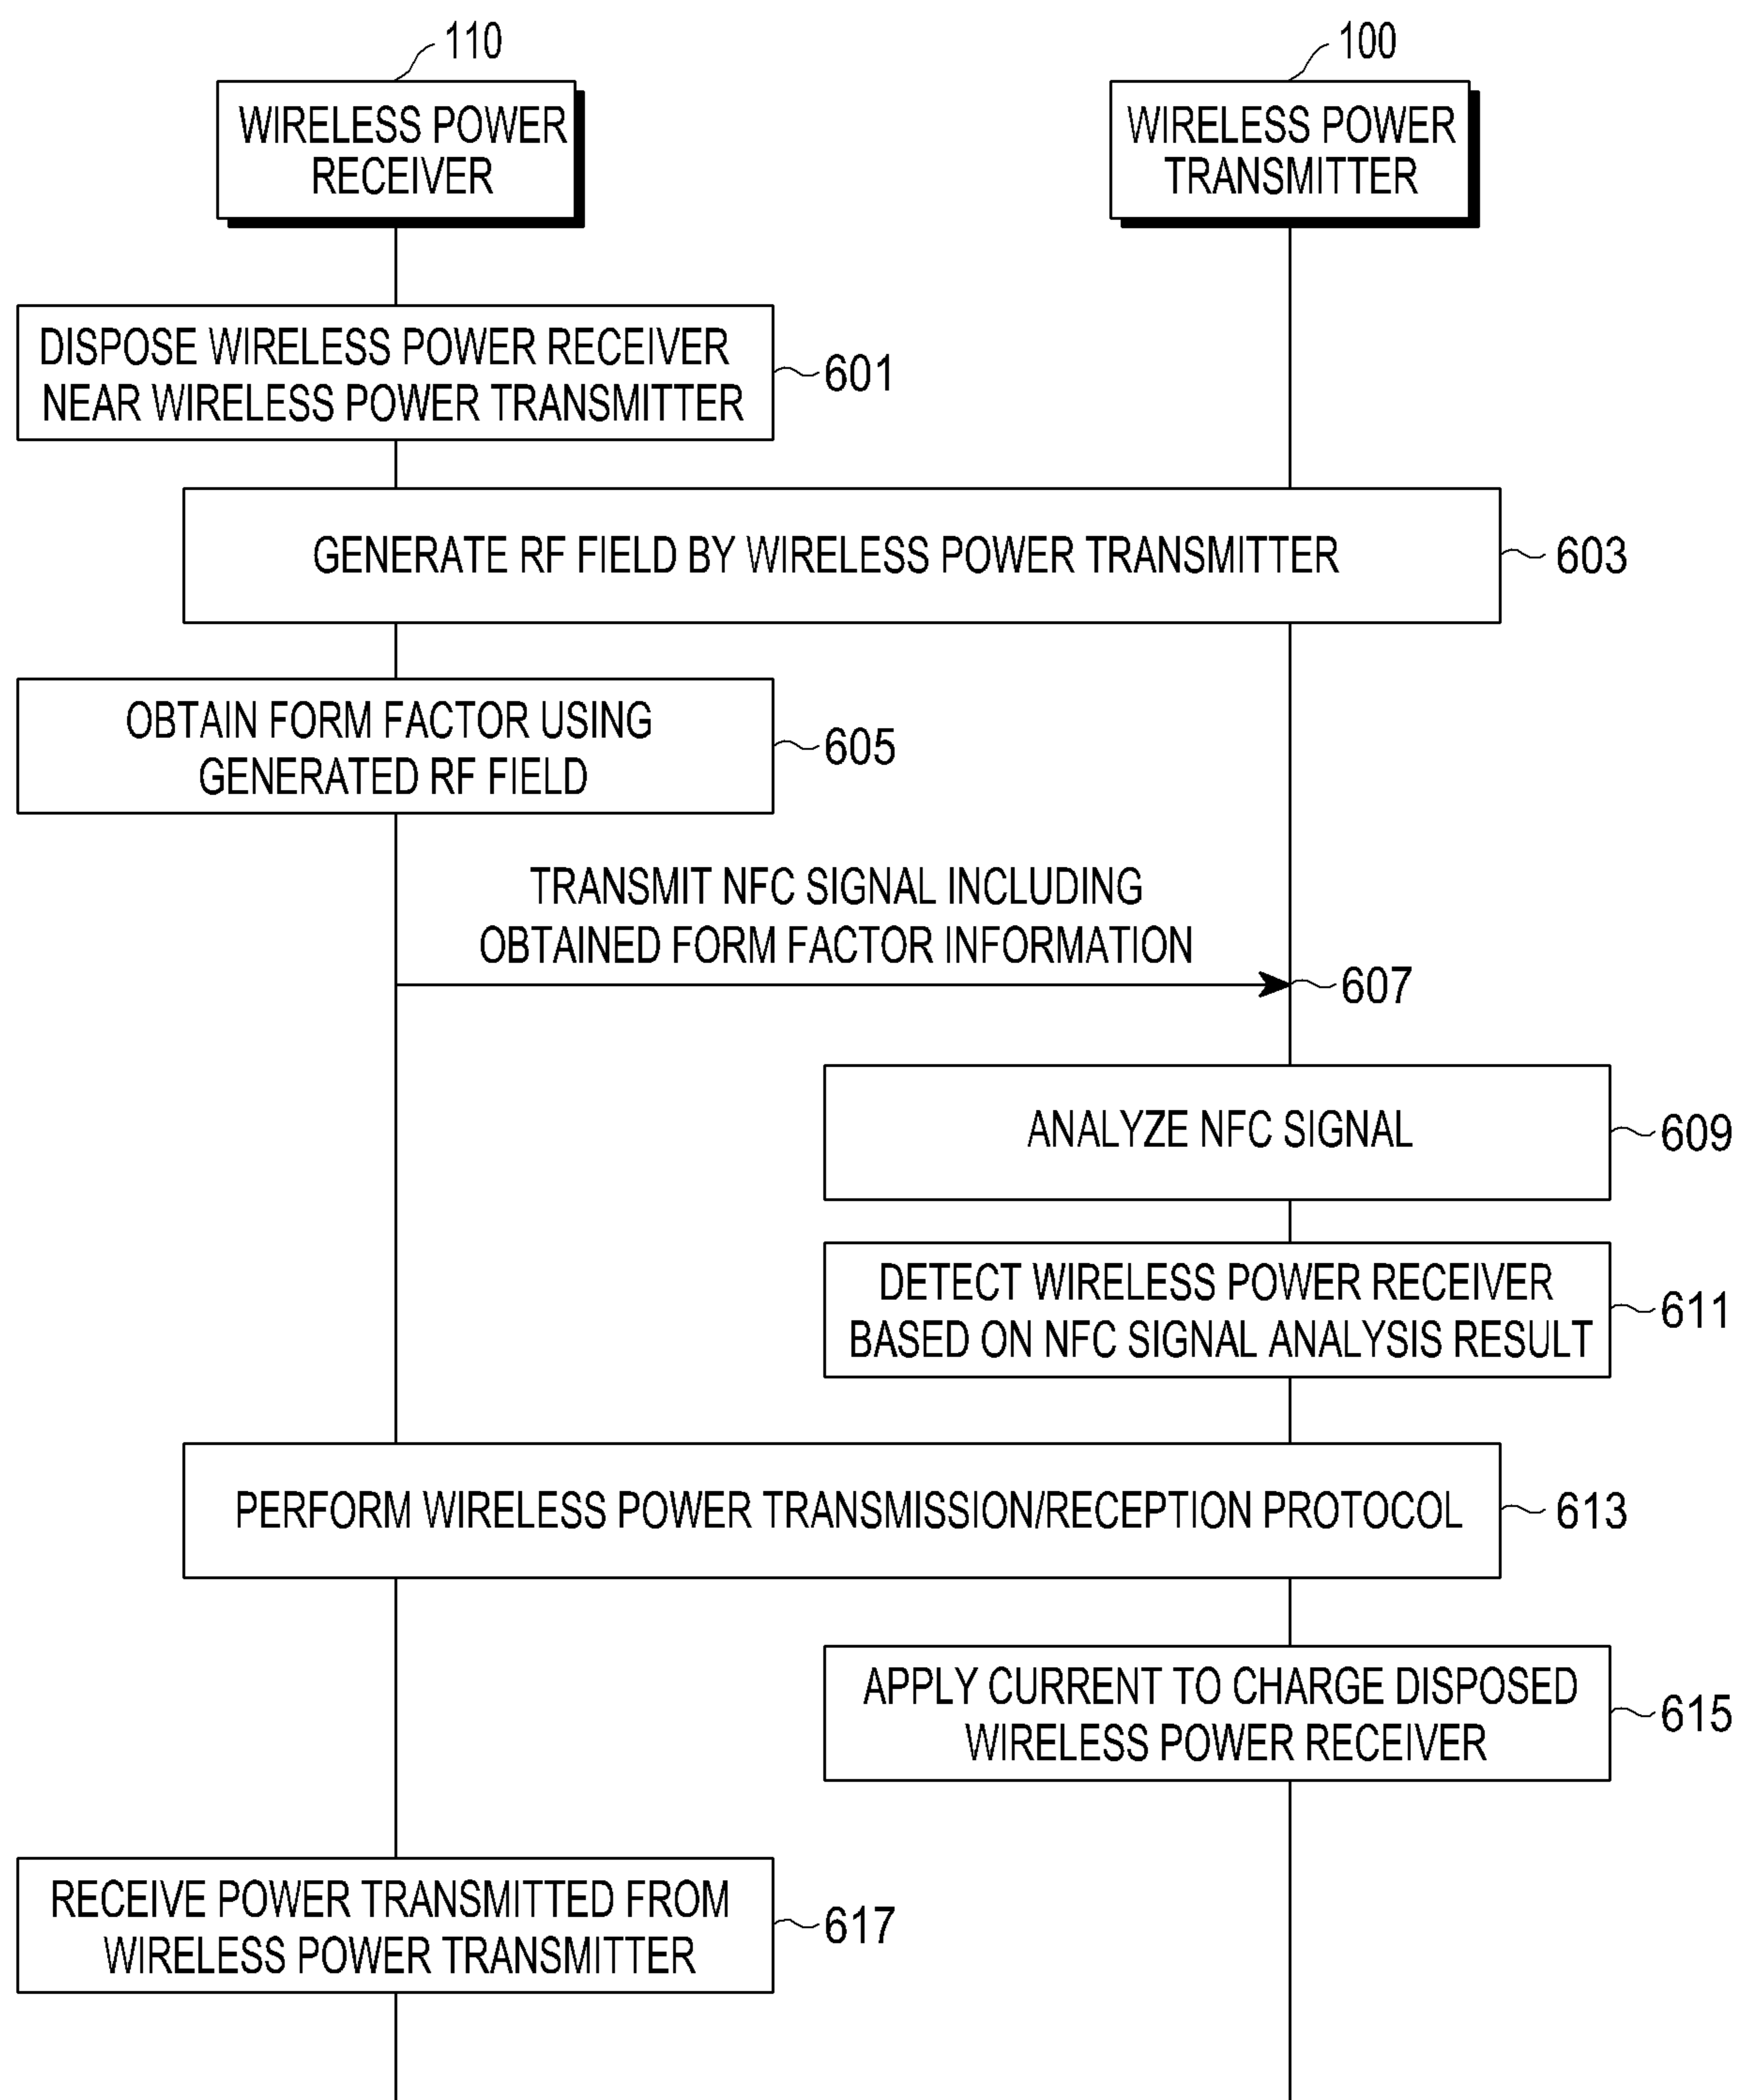 110
100
WIRELESS POWER
RECEIVER
WIRELESS POWER
TRANSMITTER
DISPOSE WIRELESS POWER RECEIVER
NEAR WIRELESS POWER TRANSMITTER
601
GENERATE RF FIELD BY WIRELESS POWER TRANSMITTER
603
OBTAIN FORM FACTOR USING
GENERATED RF FIELD
605
TRANSMIT NFC SIGNAL INCLUDING
OBTAINED FORM FACTOR INFORMATION
607
ANALYZE NFC SIGNAL
609
DETECT WIRELESS POWER RECEIVER
BASED ON NFC SIGNAL ANALYSIS RESULT
611
PERFORM WIRELESS POWER TRANSMISSION/RECEPTION PROTOCOL
613
APPLY CURRENT TO CHARGE DISPOSED
WIRELESS POWER RECEIVER
615
RECEIVE POWER TRANSMITTED FROM
WIRELESS POWER TRANSMITTER
617